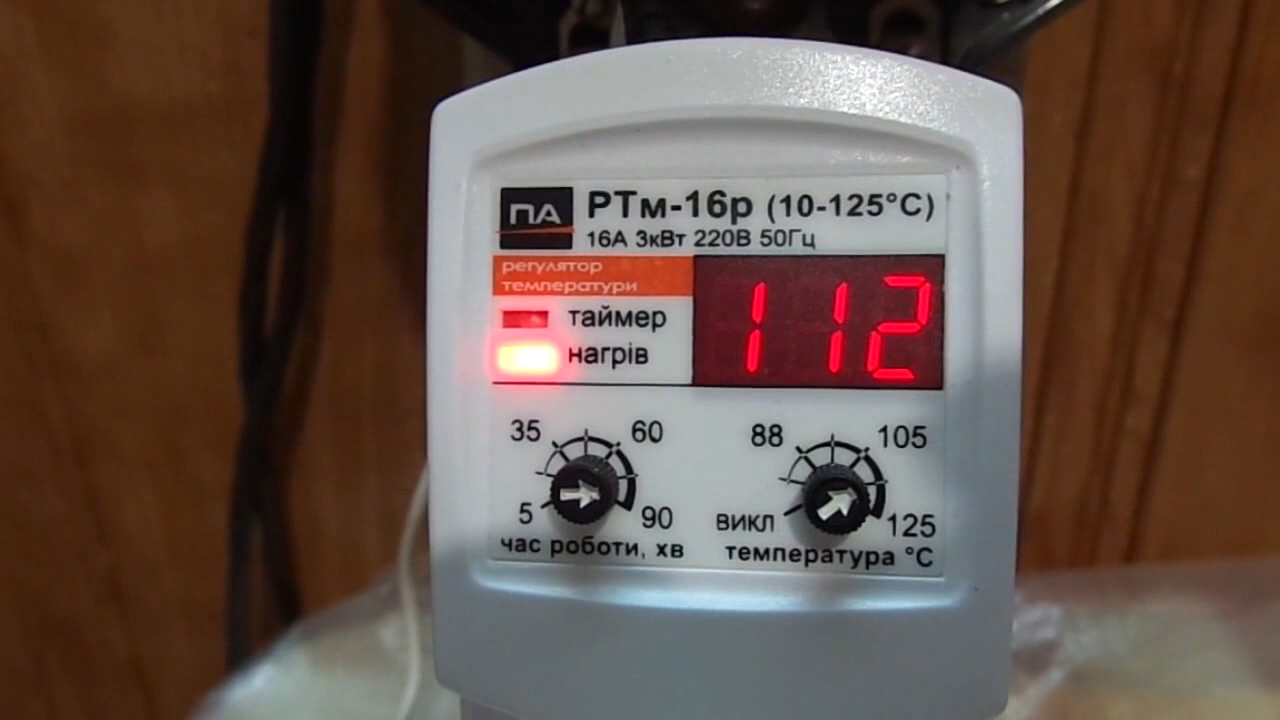 ПА
РТм-16р (10-125°С)
16А 3кВт 220В 50Гц
регулятор
температури
таймер
нагрів
112
35 60
5 90
час роботи, хв
88 105
ВИКЛ 125
температура °С